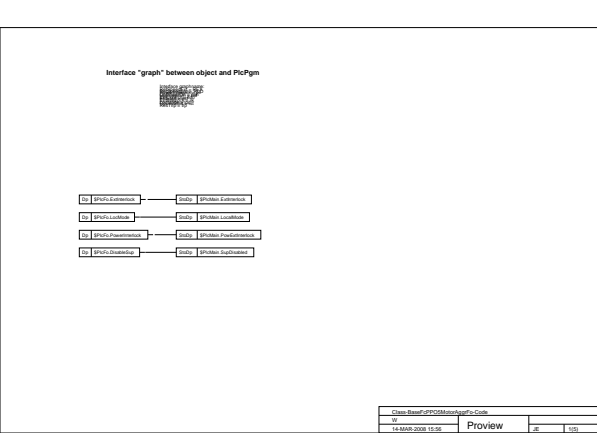 Interface "graph" between object and PlcPgm
Interface graphname:
Dp $PlcFo.ExtInterlock StoDp $PlcMain.ExtInterlock
Dp $PlcFo.LocMode StoDp $PlcMain.LocalMode
Dp $PlcFo.PowerInterlock StoDp $PlcMain.PowExtInterlock
Dp $PlcFo.DisableSup StoDp $PlcMain.SupDisabled
Class-BaseFcPPO5MotorAggrFo-Code
W
14-MAR-2008 15:56 Proview JE 1(5)